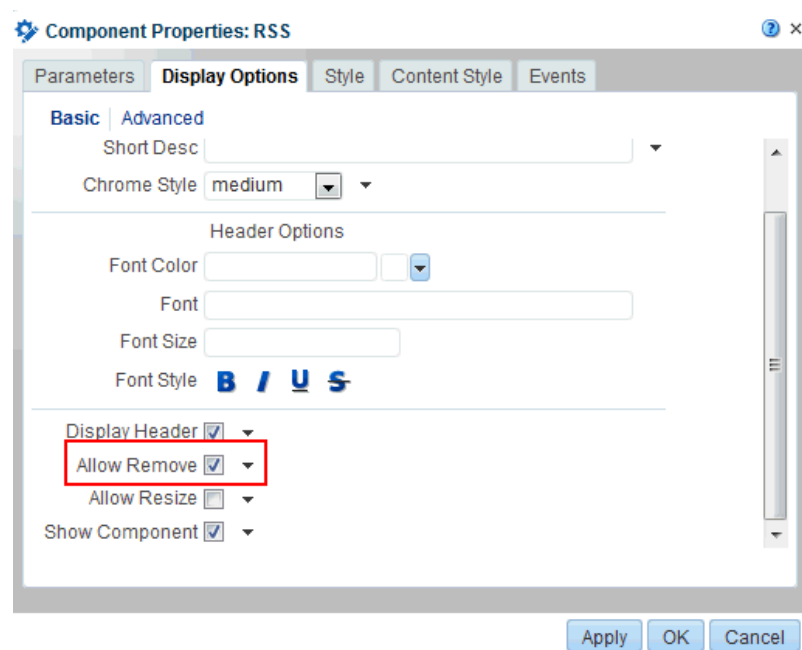 Component Properties: RSS
Parameters Display Options Style Content Style Events
Basic Advanced
Short Desc
Chrome Style medium
Header Options
Font Color
Font
Font Size
Font Style B I U S
Display Header
Allow Remove
Allow Resize
Show Component
Apply OK Cancel